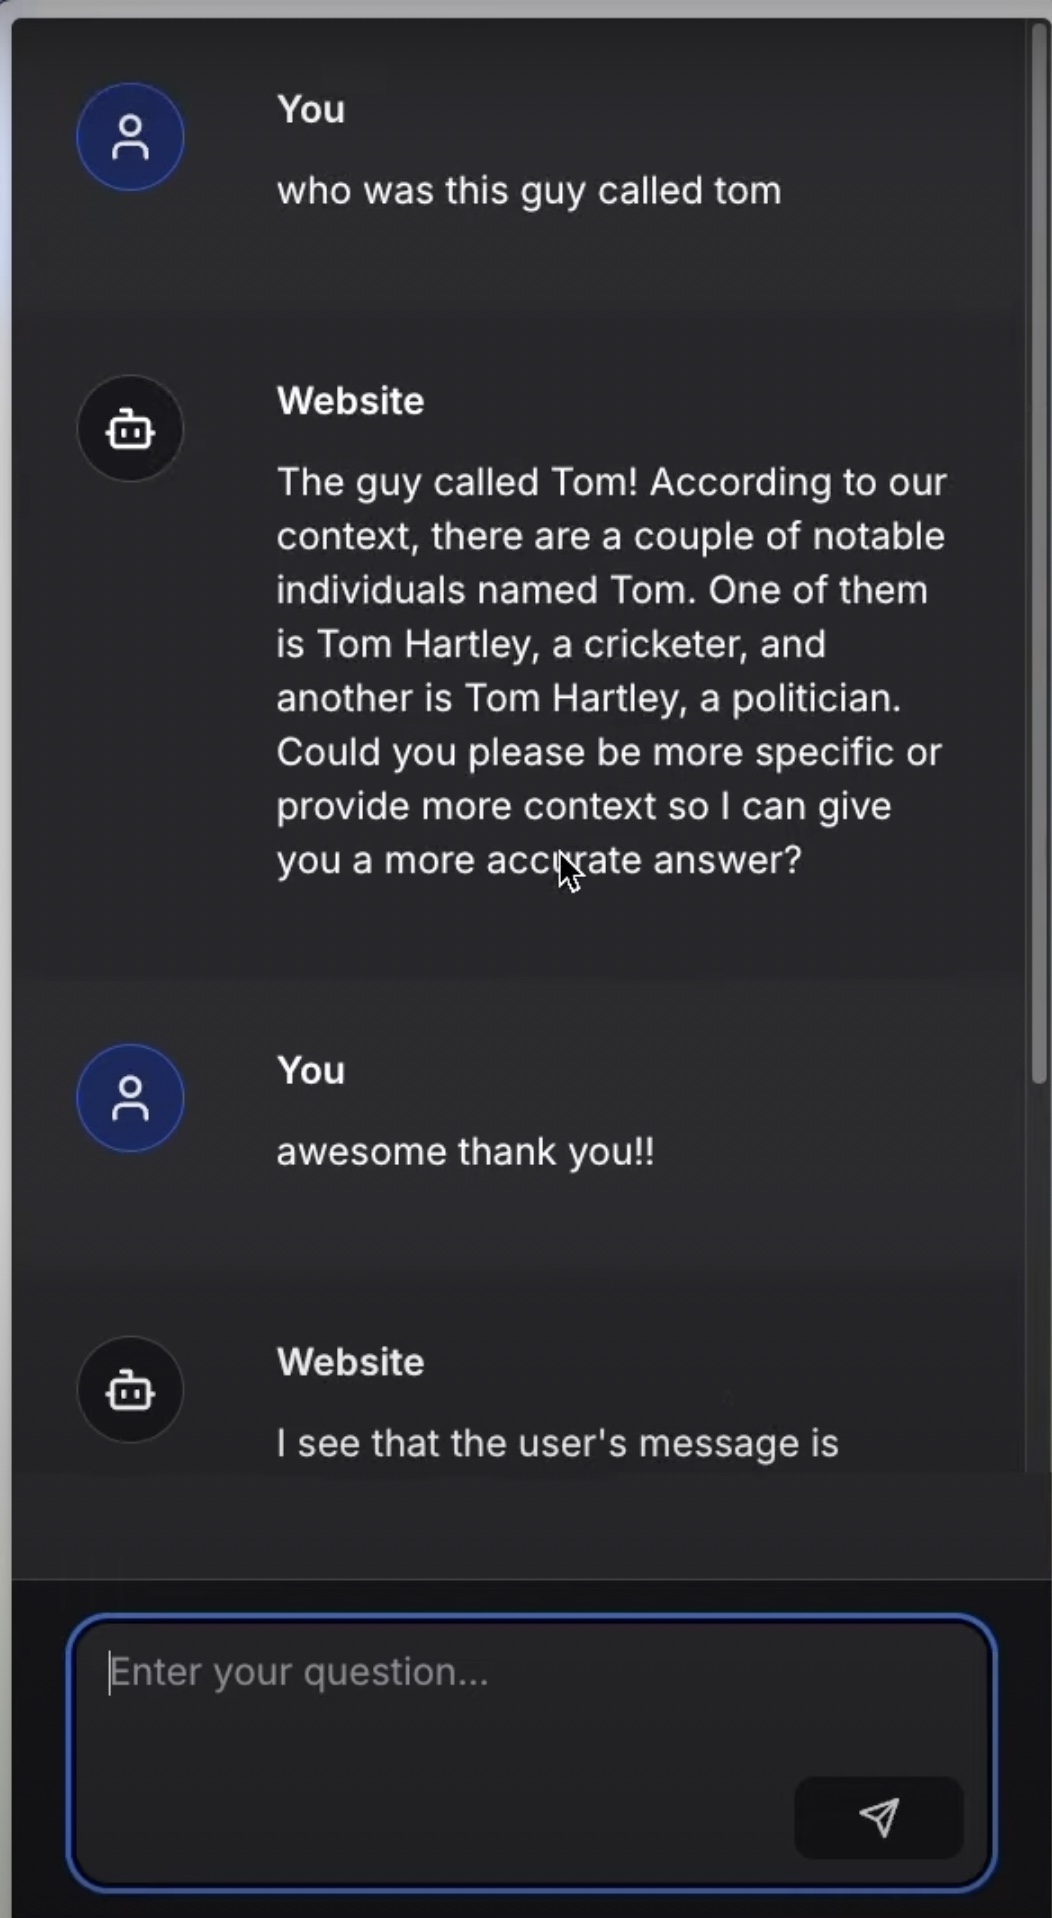 You
who was this guy called tom
Website
The guy called Tom! According to our
context, there are a couple of notable
individuals named Tom. One of them
is Tom Hartley, a cricketer, and
another is Tom Hartley, a politician.
Could you please be more specific or
provide more context so I can give
you a more accurate answer?
You
awesome thank you!!
Website
I see that the user's message is
Enter your question...